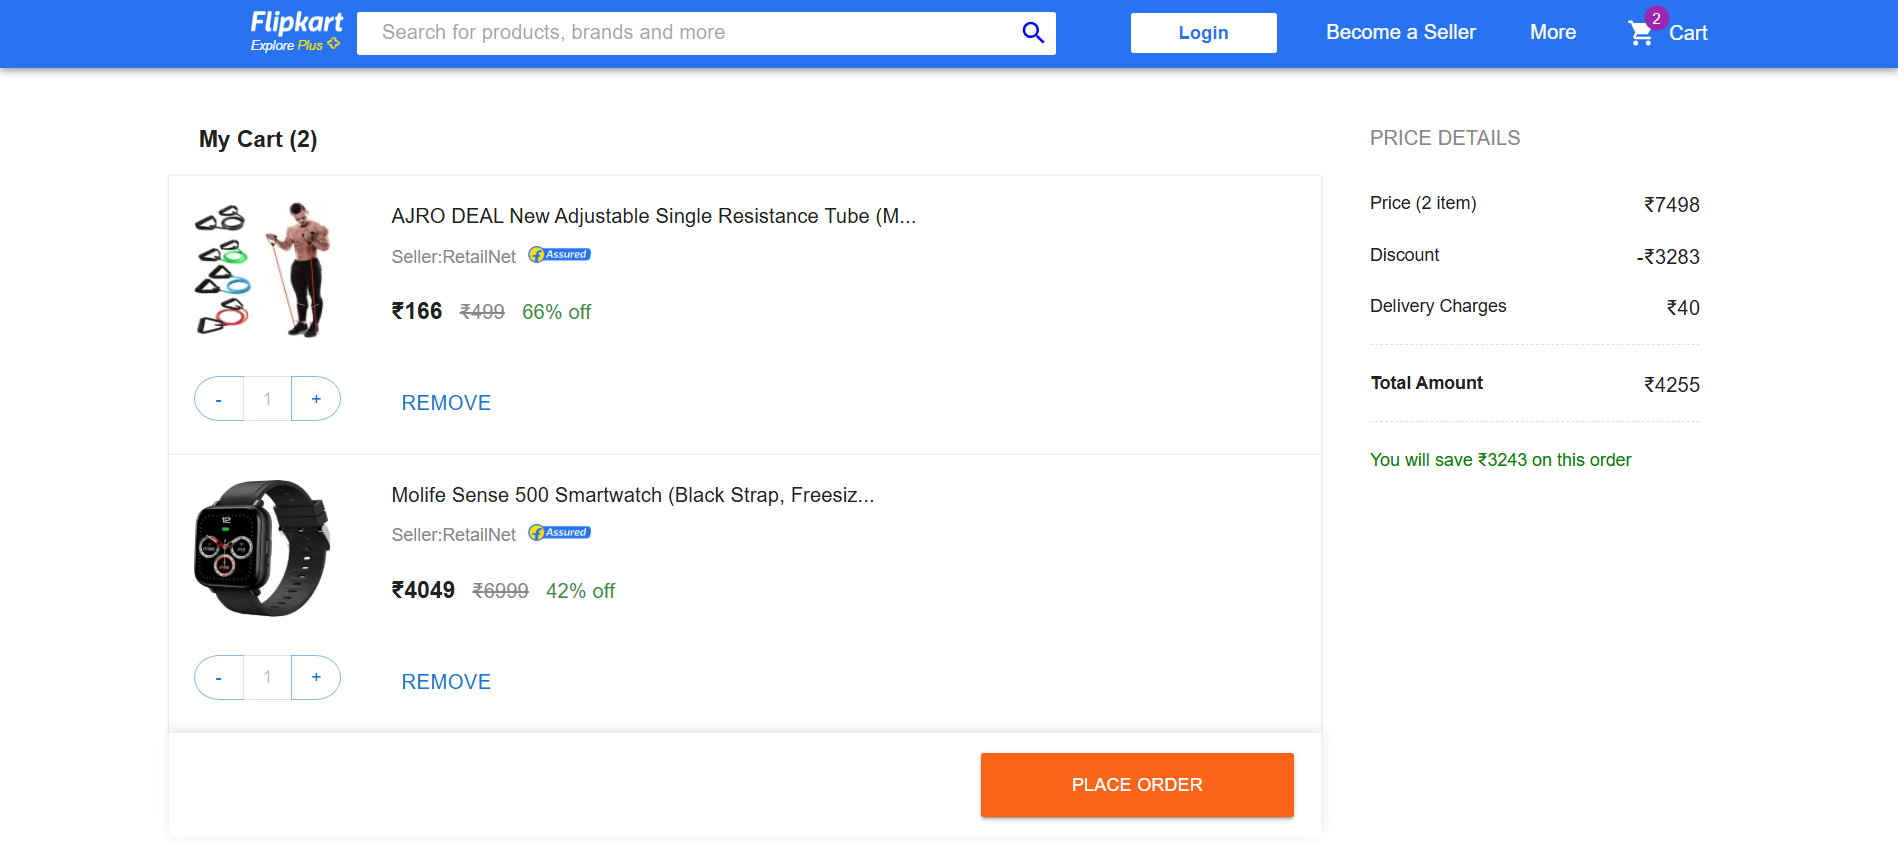 Flipkart
Explore Plus
Search for products, brands and more
Login
Become a Seller
More
2
Cart
My Cart (2)
AJRO DEAL New Adjustable Single Resistance Tube (M...
Seller:RetailNet Assured
₹166 ₹499 66% off
- 1 + REMOVE
Molife Sense 500 Smartwatch (Black Strap, Freesiz...
Seller:RetailNet Assured
₹4049 ₹6999 42% off
- 1 + REMOVE
PLACE ORDER
PRICE DETAILS
Price (2 item) ₹7498
Discount -₹3283
Delivery Charges ₹40
Total Amount ₹4255
You will save ₹3243 on this order